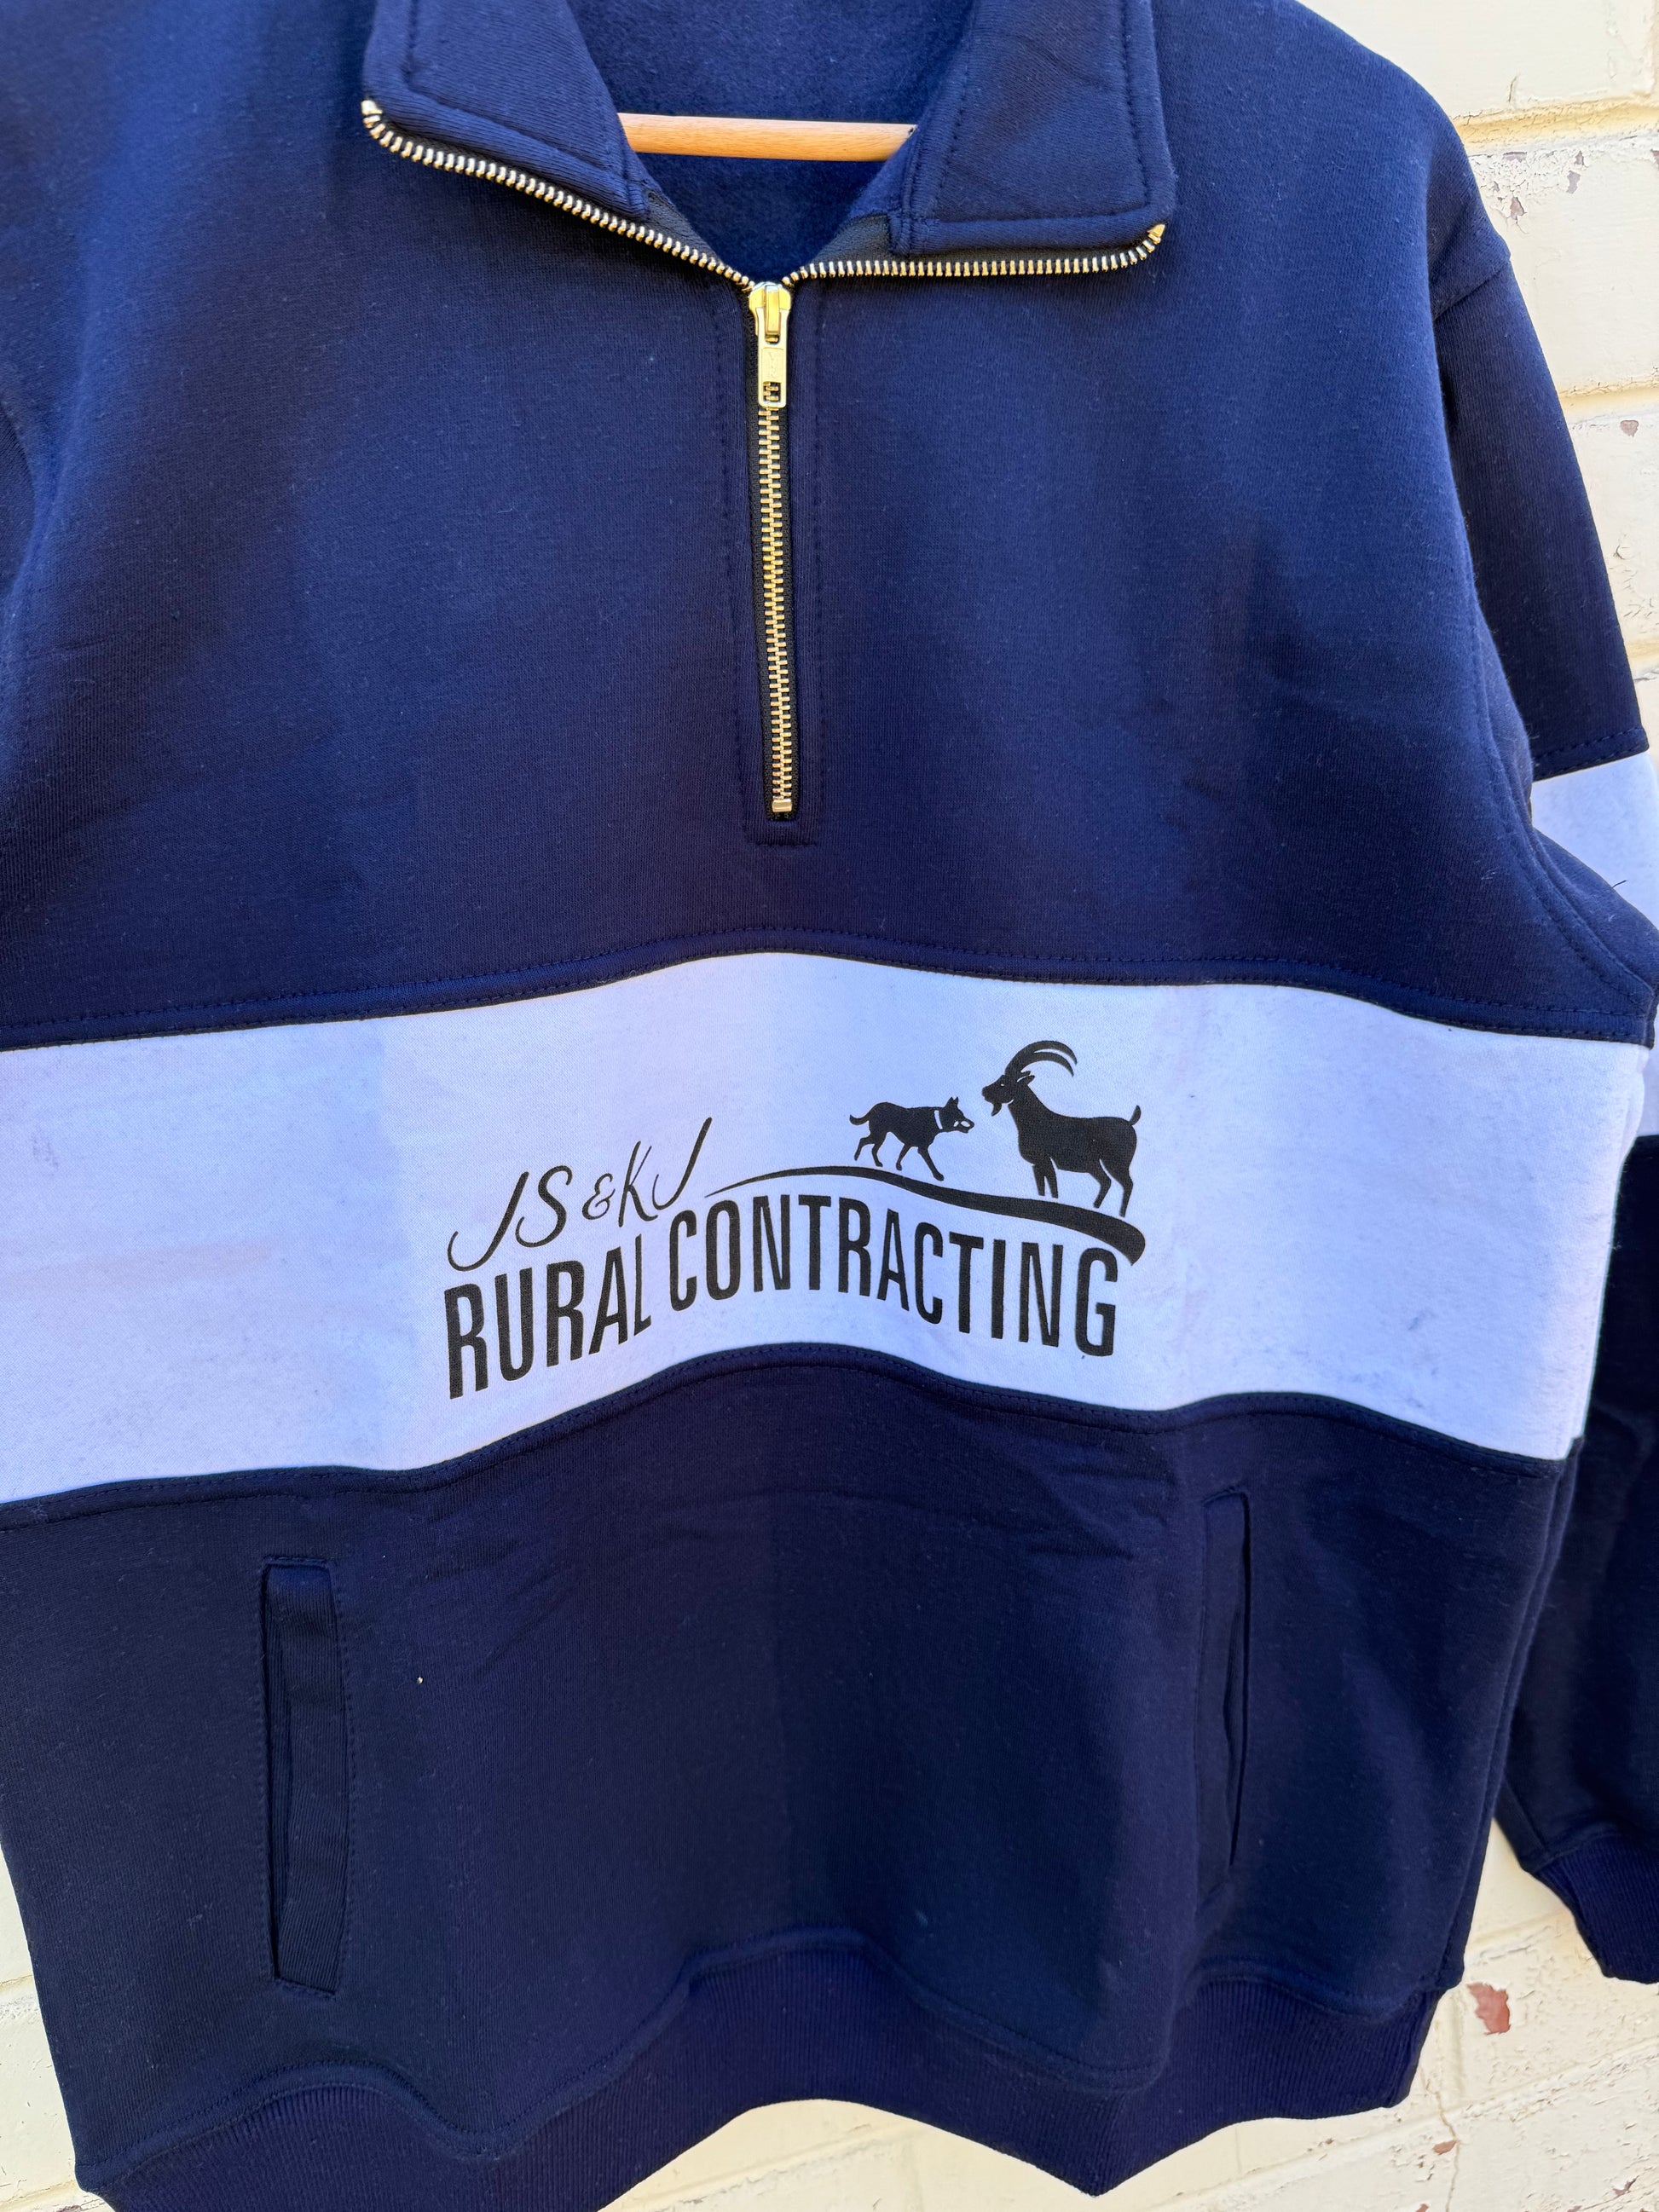 JS & KJ
RURAL CONTRACTING